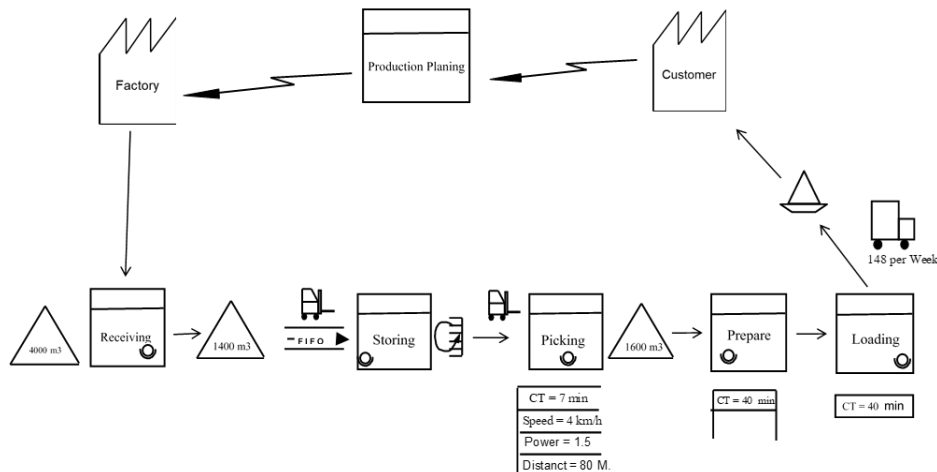 Factory
Production Planing
Customer
148 per Week
4000 m3
Receiving
1400 m3
FIFO
Storing
Picking
1600 m3
Prepare
Loading
CT = 7 min
Speed = 4 km/h
Power = 1.5
Distanct = 80 M.
CT = 40 min
CT = 40 min